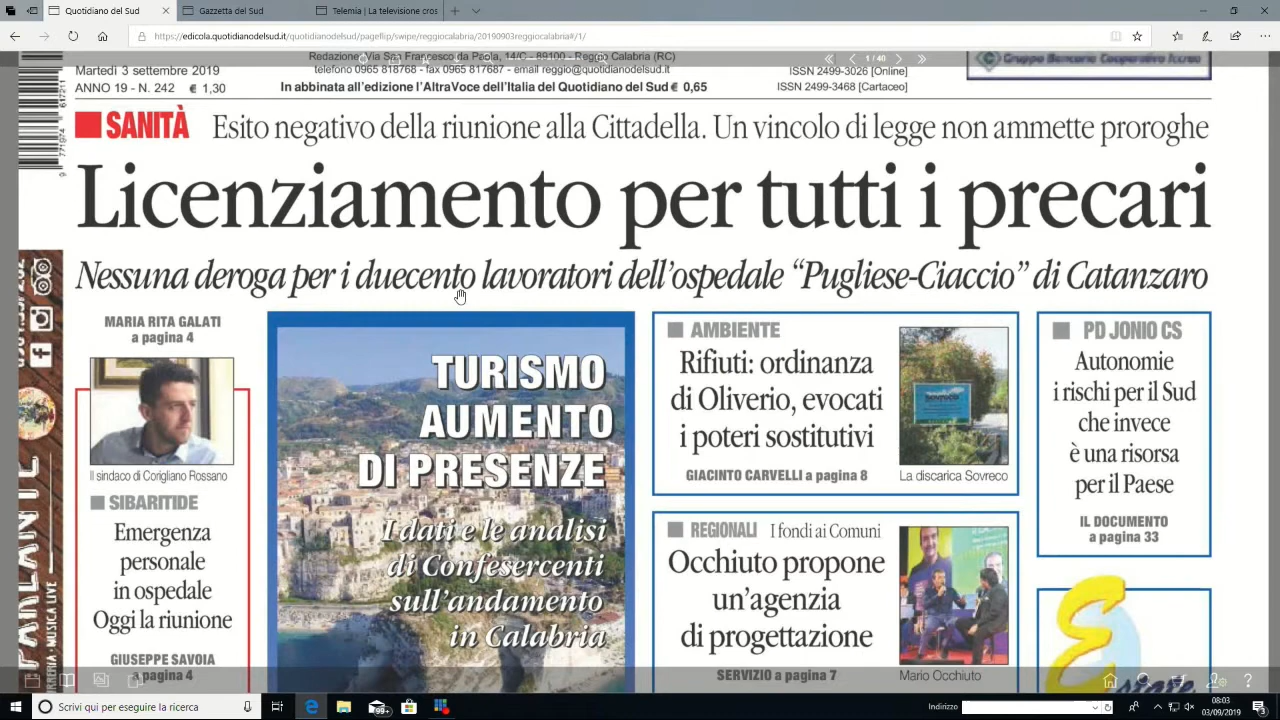 Quotidiano del Sud
Gazzetta del Sud
Telemia | La televisione cros
https://edicola.quotidianodelsud.it/quotidianodelsud/pageflip/swipe/reggiocalabria/20190903reggiocalabria#/1/
1 / 40
Redazione: Via San Francesco da Paola, 14/C - 89100 - Reggio Calabria (RC)
telefono 0965 818768 - fax 0965 817687 - email reggio@quotidianodelsud.it
Martedì 3 settembre 2019
ANNO 19 - N. 242 € 1,30
In abbinata all'edizione l'AltraVoce dell'Italia del Quotidiano del Sud € 0,65
ISSN 2499-3026 [Online]
ISSN 2499-3468 [Cartaceo]
Gruppo Bancario Cooperativo Iccrea
SANITÀ Esito negativo della riunione alla Cittadella. Un vincolo di legge non ammette proroghe
Licenziamento per tutti i precari
Nessuna deroga per i duecento lavoratori dell'ospedale “Pugliese-Ciaccio” di Catanzaro
MARIA RITA GALATI
a pagina 4
Il sindaco di Corigliano Rossano
SIBARITIDE
Emergenza
personale
in ospedale
Oggi la riunione
GIUSEPPE SAVOIA
a pagina 4
TURISMO
AUMENTO
DI PRESENZE
I dati e le analisi
di Confesercenti
sull'andamento
in Calabria
AMBIENTE
Rifiuti: ordinanza
di Oliverio, evocati
i poteri sostitutivi
GIACINTO CARVELLI a pagina 8
La discarica Sovreco
REGIONALI I fondi ai Comuni
Occhiuto propone
un'agenzia
di progettazione
SERVIZIO a pagina 7
Mario Occhiuto
PD JONIO CS
Autonomie
i rischi per il Sud
che invece
è una risorsa
per il Paese
IL DOCUMENTO
a pagina 33
MUSICA LIVE
Scrivi qui per eseguire la ricerca
99+
Indirizzo
08:03
03/09/2019
3